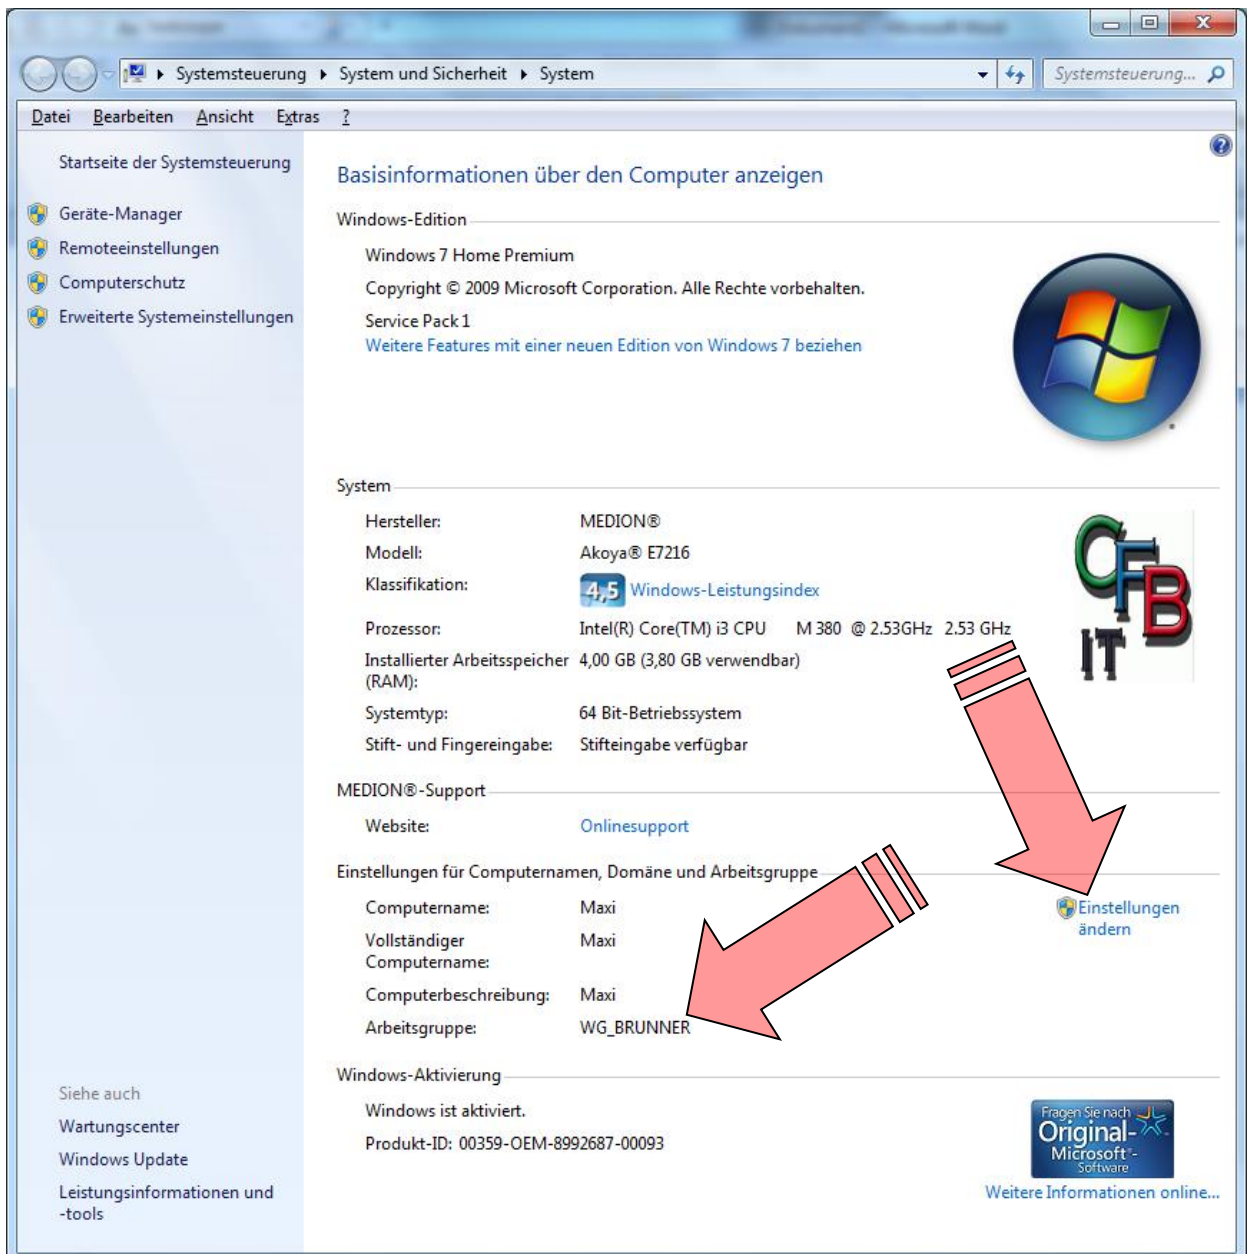 Systemsteuerung ▸ System und Sicherheit ▸ System
Systemsteuerung...
Datei Bearbeiten Ansicht Extras ?
Startseite der Systemsteuerung
Geräte-Manager
Remoteeinstellungen
Computerschutz
Erweiterte Systemeinstellungen
Siehe auch
Wartungscenter
Windows Update
Leistungsinformationen und
-tools
Basisinformationen über den Computer anzeigen
Windows-Edition
Windows 7 Home Premium
Copyright © 2009 Microsoft Corporation. Alle Rechte vorbehalten.
Service Pack 1
Weitere Features mit einer neuen Edition von Windows 7 beziehen
System
Hersteller: MEDION®
Modell: Akoya® E7216
Klassifikation: 4,5 Windows-Leistungsindex
Prozessor: Intel(R) Core(TM) i3 CPU M 380 @ 2.53GHz 2.53 GHz
Installierter Arbeitsspeicher 4,00 GB (3,80 GB verwendbar)
(RAM):
Systemtyp: 64 Bit-Betriebssystem
Stift- und Fingereingabe: Stifteingabe verfügbar
CFB
IT
MEDION®-Support
Website: Onlinesupport
Einstellungen für Computernamen, Domäne und Arbeitsgruppe
Computername: Maxi
Vollständiger Maxi
Computername:
Computerbeschreibung: Maxi
Arbeitsgruppe: WG_BRUNNER
Einstellungen
ändern
Windows-Aktivierung
Windows ist aktiviert.
Produkt-ID: 00359-OEM-8992687-00093
Fragen Sie nach
Original-
Microsoft®-
Software
Weitere Informationen online...